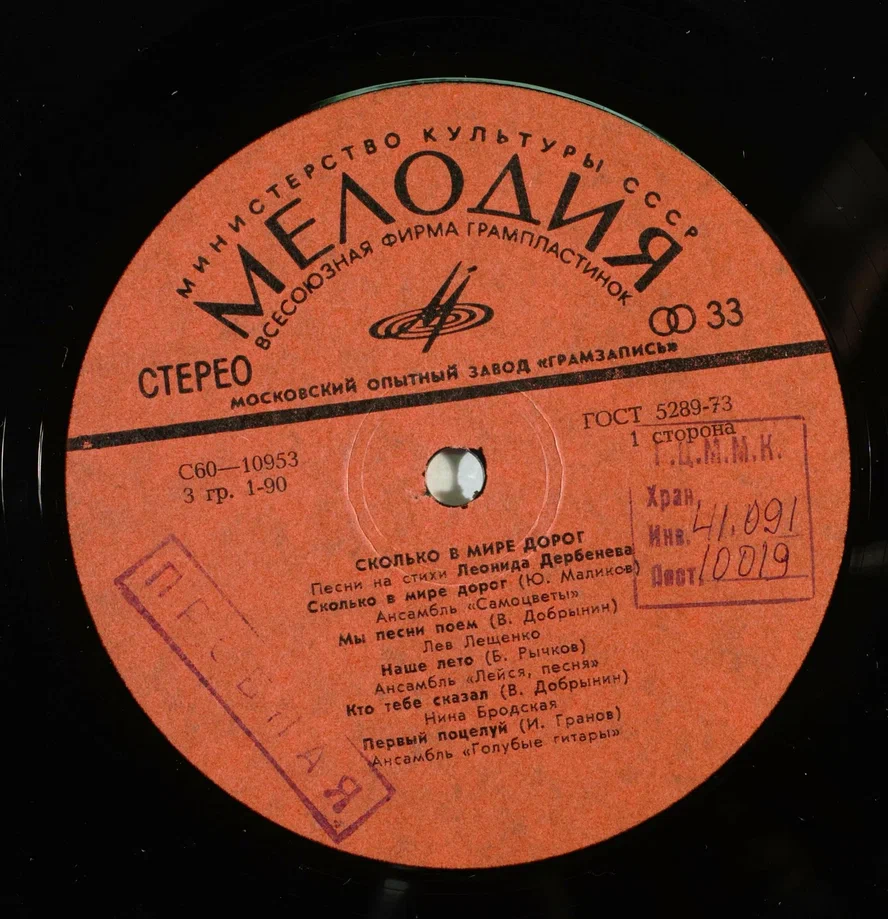 МИНИСТЕРСТВО КУЛЬТУРЫ СССР
МЕЛОДИЯ
ВСЕСОЮЗНАЯ ФИРМА ГРАМПЛАСТИНОК
33
СТЕРЕО
МОСКОВСКИЙ ОПЫТНЫЙ ЗАВОД «ГРАМЗАПИСЬ»
ГОСТ 5289-73
1 сторона
С60—10953
3 гр. 1-90
Г.Ц.М.М.К.
Хран.
Инв. 41.091
Пост 10019
СКОЛЬКО В МИРЕ ДОРОГ
Песни на стихи Леонида Дербенева
Сколько в мире дорог (Ю. Маликов)
Ансамбль «Самоцветы»
Мы песни поем (В. Добрынин)
Лев Лещенко
Наше лето (Б. Рычков)
Ансамбль «Лейся, песня»
Кто тебе сказал (В. Добрынин)
Нина Бродская
Первый поцелуй (И. Гранов)
Ансамбль «Голубые гитары»